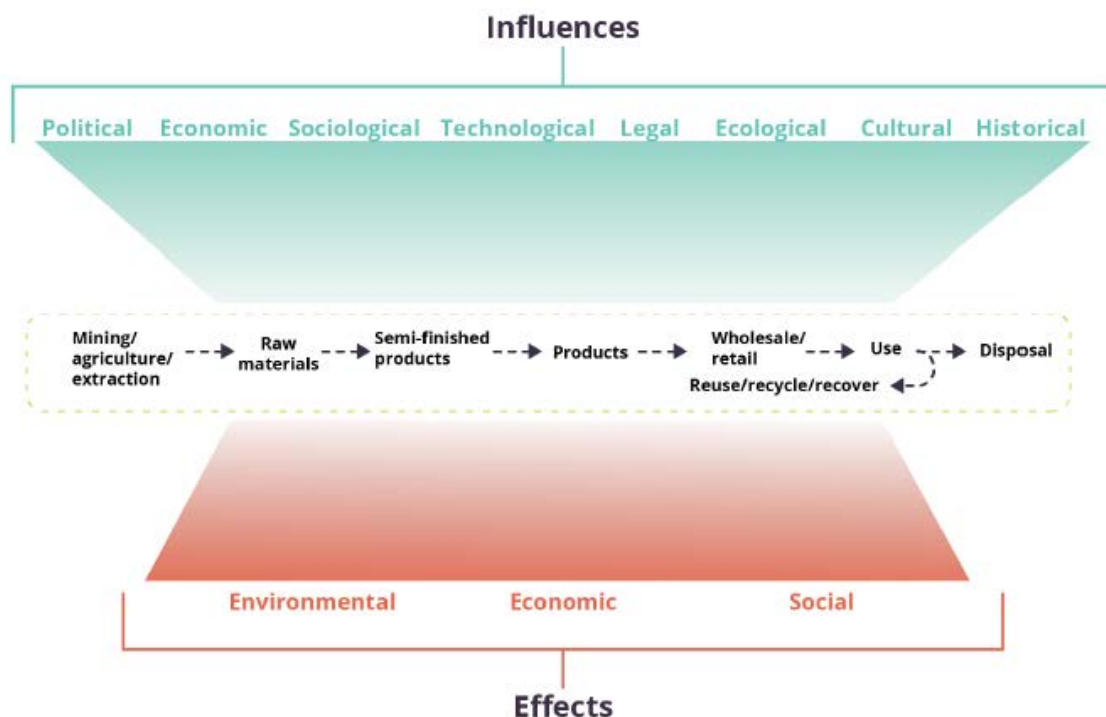 Influences
Political Economic Sociological Technological Legal Ecological Cultural Historical
Mining/
agriculture/
extraction
Raw
materials
Semi-finished
products
Products
Wholesale/
retail
Use
Disposal
Reuse/recycle/recover
Environmental Economic Social
Effects